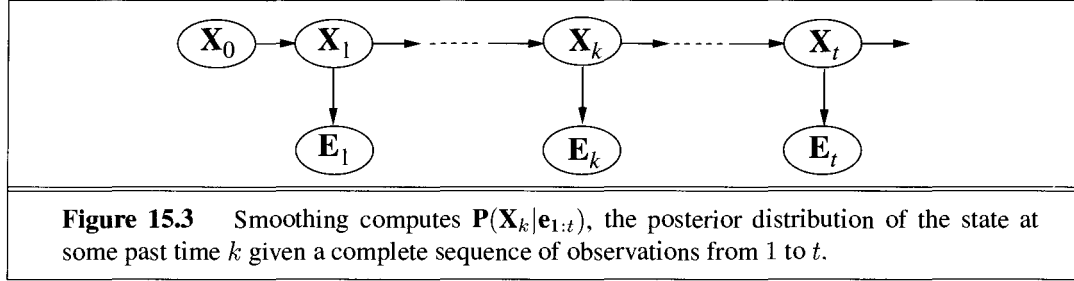 X0 X1 Xk Xt
E1 Ek Et
Figure 15.3 Smoothing computes P(Xk|e1:t), the posterior distribution of the state at
some past time k given a complete sequence of observations from 1 to t.